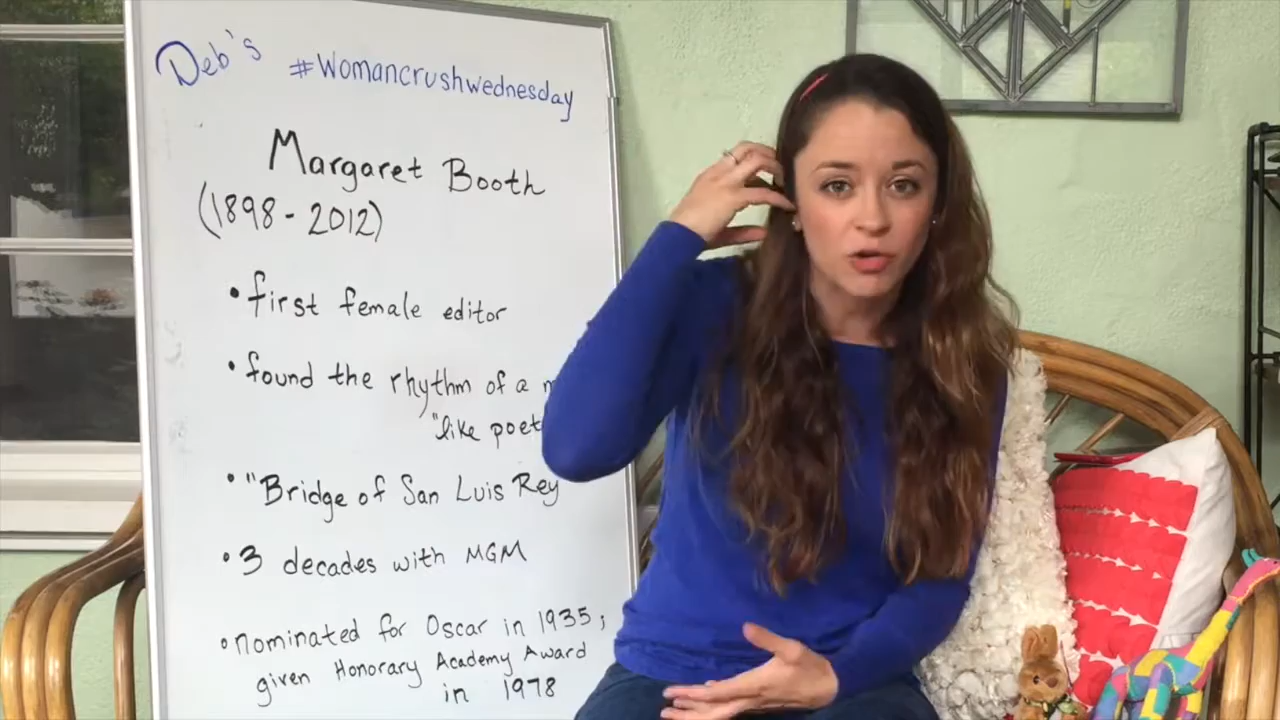 Deb's #Womancrushwednesday
Margaret Booth
(1898-2012)
• first female editor
• found the rhythm of a
"like poet
• "Bridge of San Luis Rey
• 3 decades with MGM
• nominated for Oscar in 1935,
given Honorary Academy Award
in 1978